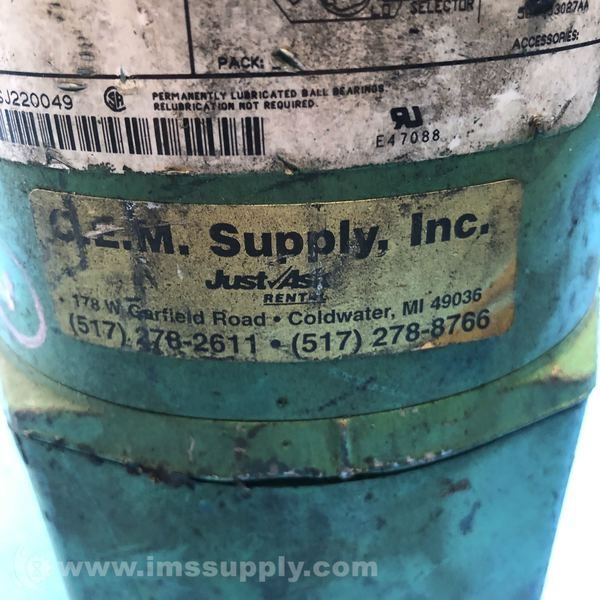 SELECTOR
PACK:
ACCESSORIES:
SJ220049
PERMANENTLY LUBRICATED BALL BEARINGS
RELUBRICATION NOT REQUIRED.
E47088
E.M. Supply, Inc.
Just Ask
RENTAL
178 W Garfield Road • Coldwater, MI 49036
(517) 278-2611 • (517) 278-8766
www.imssupply.com